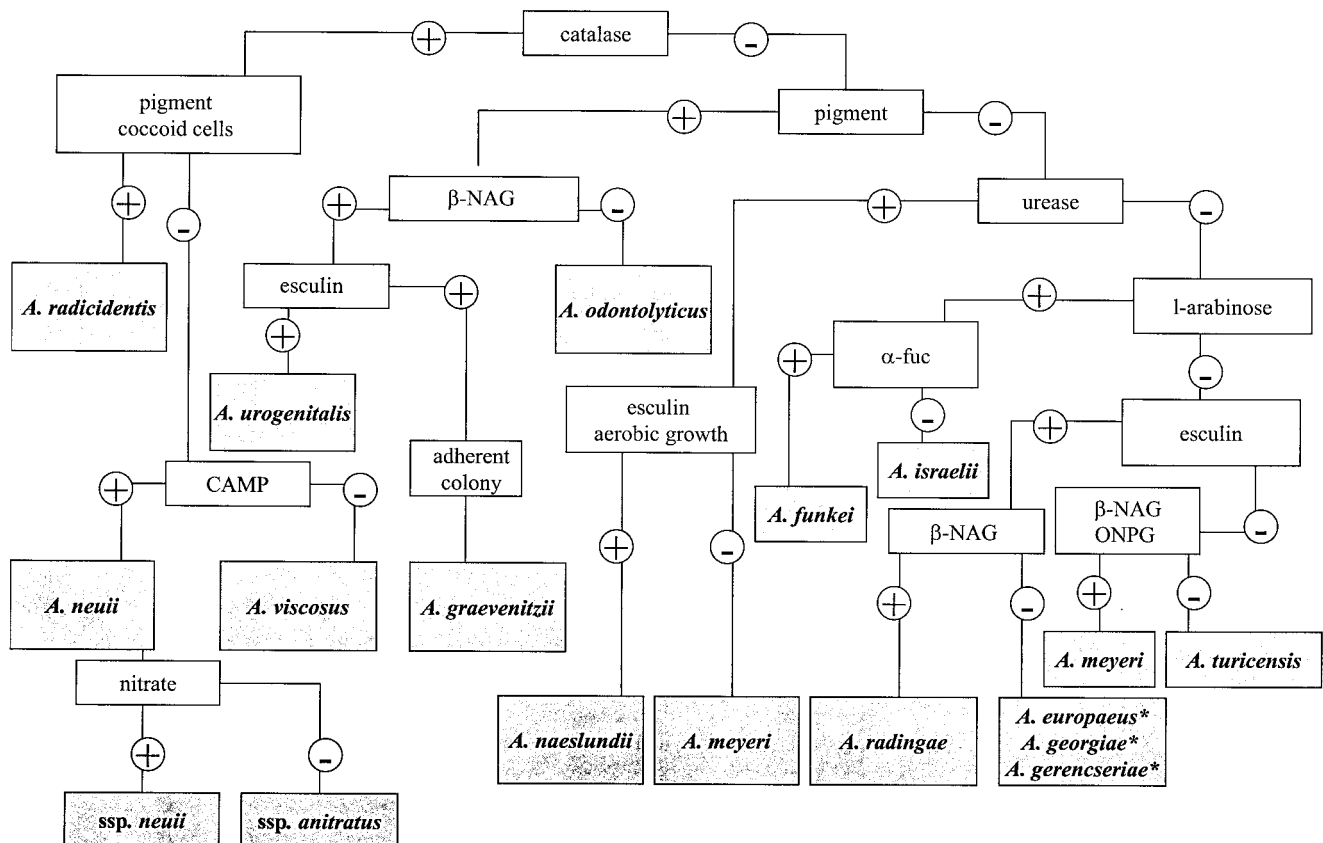 catalase
+
-
pigment
coccoid cells
pigment
+
-
+
-
β-NAG
urease
+
-
+
-
A. radicidentis
esculin
+
+
A. odontolyticus
l-arabinose
+
-
α-fuc
+
-
A. urogenitalis
esculin
aerobic growth
esculin
+
-
adherent
colony
A. israelii
CAMP
+
-
A. funkei
β-NAG
β-NAG
ONPG
+
-
+
-
+
-
A. neuii
A. viscosus
A. graevenitzii
A. meyeri
A. turicensis
nitrate
+
-
A. naeslundii
A. meyeri
A. radingae
A. europaeus*
A. georgiae*
A. gerencseriae*
ssp. neuii
ssp. anitratus